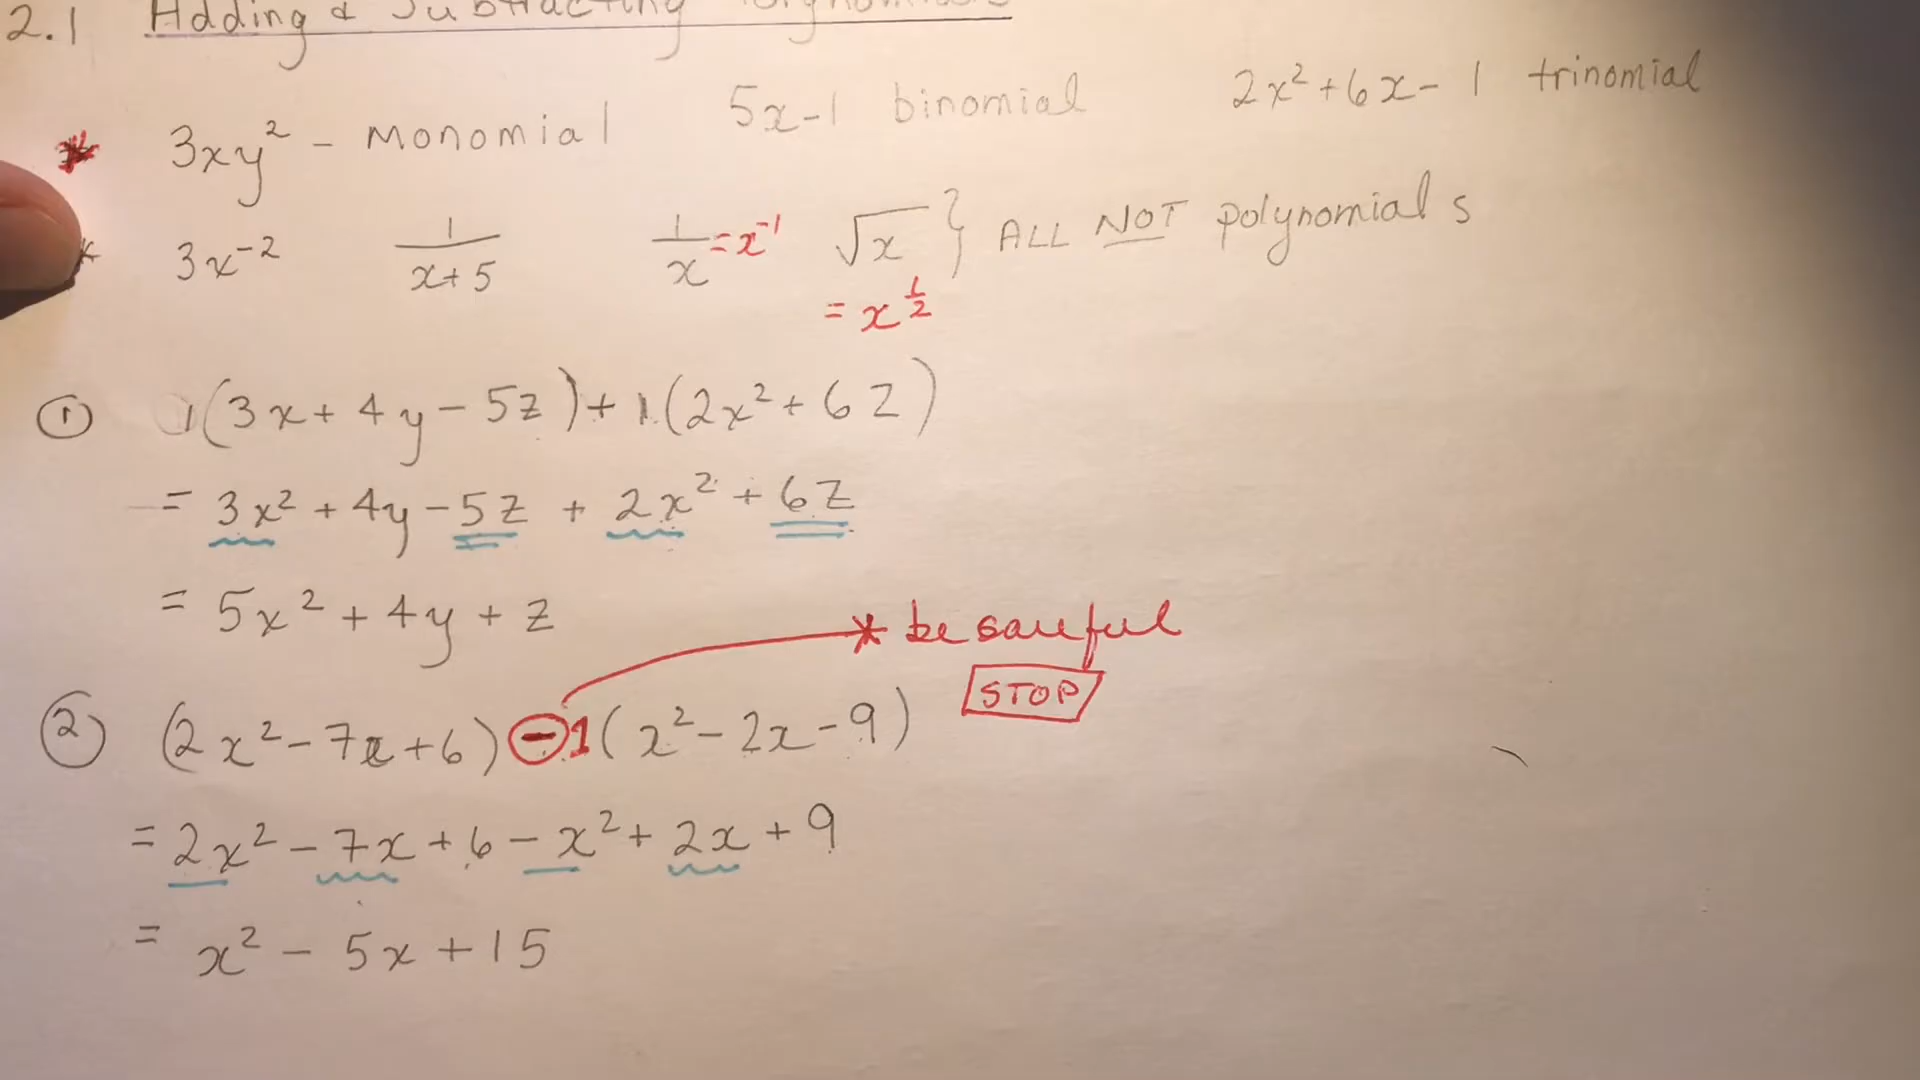 2.1 Adding & Subtracting Polynomials
* 3xy² - Monomial 5x-1 binomial 2x²+6x-1 trinomial
* 3x⁻² 1/(x+5) 1/x = x⁻¹ √x } ALL NOT polynomials
= x^(1/2)
① 1(3x+4y-5z)+1(2x²+6z)
= 3x²+4y-5z+2x²+6z
= 5x²+4y+z
* be careful
STOP
② (2x²-7x+6)-1(x²-2x-9)
= 2x²-7x+6-x²+2x+9
= x²-5x+15